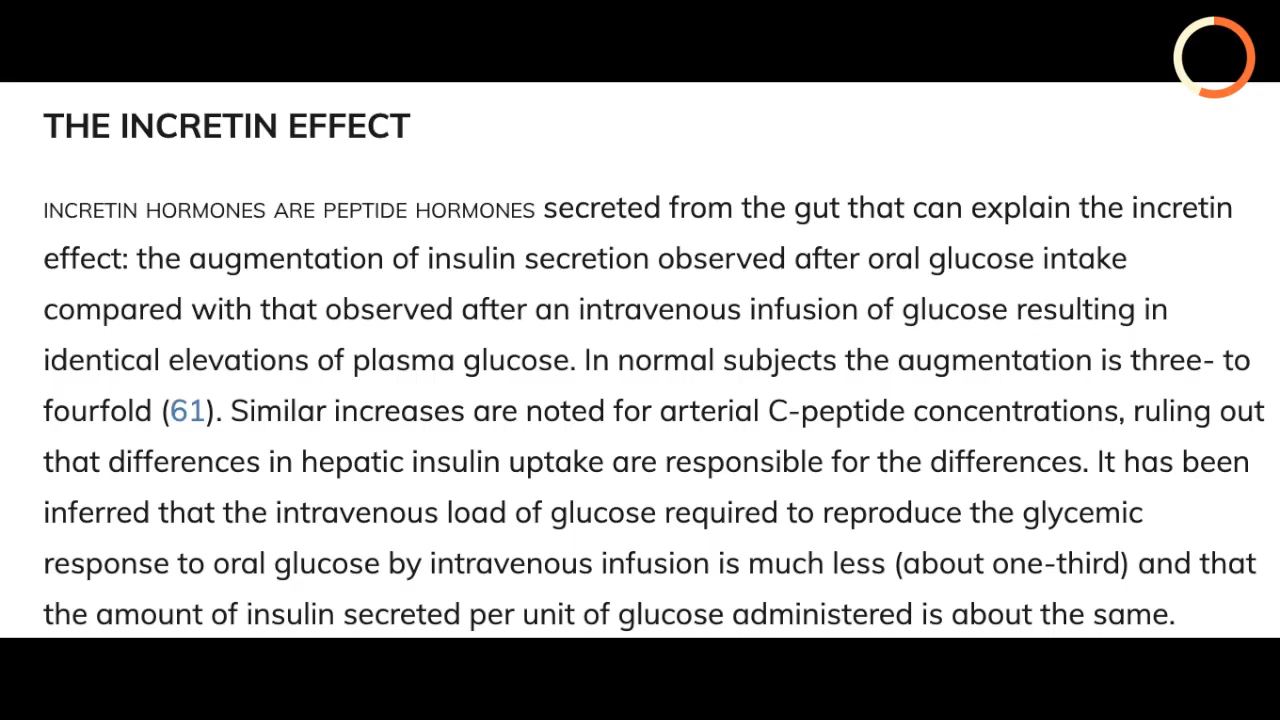 THE INCRETIN EFFECT
INCRETIN HORMONES ARE PEPTIDE HORMONES secreted from the gut that can explain the incretin
effect: the augmentation of insulin secretion observed after oral glucose intake
compared with that observed after an intravenous infusion of glucose resulting in
identical elevations of plasma glucose. In normal subjects the augmentation is three- to
fourfold (61). Similar increases are noted for arterial C-peptide concentrations, ruling out
that differences in hepatic insulin uptake are responsible for the differences. It has been
inferred that the intravenous load of glucose required to reproduce the glycemic
response to oral glucose by intravenous infusion is much less (about one-third) and that
the amount of insulin secreted per unit of glucose administered is about the same.